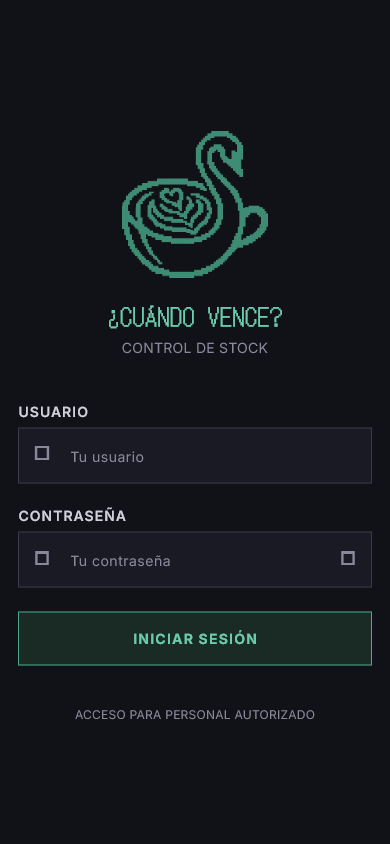 ¿CUÁNDO VENCE?
CONTROL DE STOCK
USUARIO
Tu usuario
CONTRASEÑA
Tu contraseña
INICIAR SESIÓN
ACCESO PARA PERSONAL AUTORIZADO